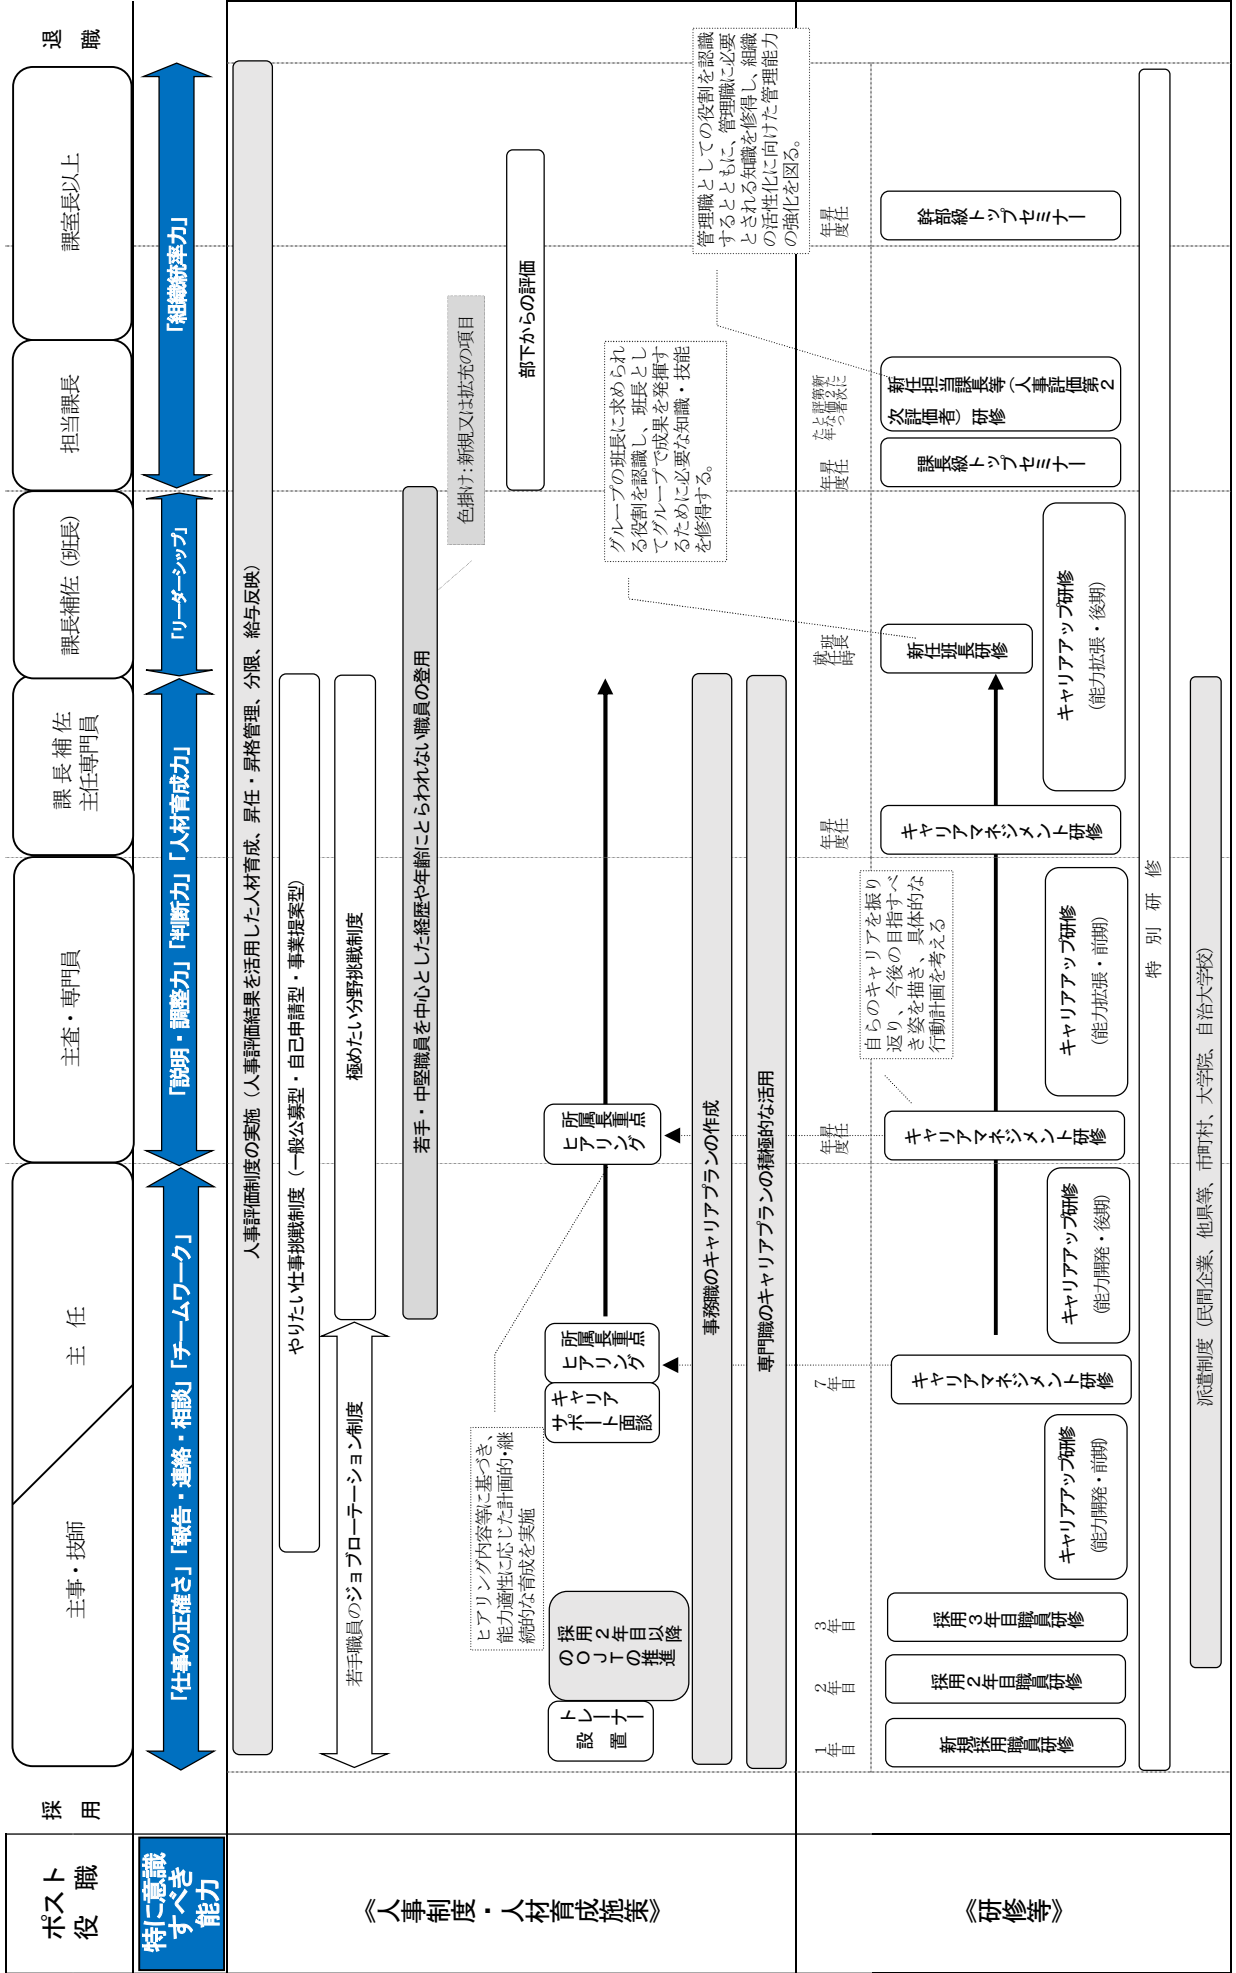 ポスト
役　職
採　用
主事・技師
主　任
主査・専門員
課 長 補 佐
主任専門員
課長補佐（班長）
担当課長
課室長以上
退　職
特に意識
すべき
能力
「仕事の正確さ」「報告・連絡・相談」「チームワーク」
「説明・調整力」「判断力」「人材育成力」
「リーダーシップ」
「組織統率力」
《人事制度・人材育成施策》
人事評価制度の実施（人事評価結果を活用した人材育成、昇任・昇格管理、分限、給与反映）
やりたい仕事挑戦制度（一般公募型・自己申請型・事業提案型）
若手職員のジョブローテーション制度
極めたい分野挑戦制度
若手・中堅職員を中心とした経歴や年齢にとらわれない職員の登用
色掛け：新規又は拡充の項目
部下からの評価
ヒアリング内容等に基づき、
能力適性に応じた計画的・継
続的な育成を実施
トレーナー
設　置
採用２年目以降
のＯＪＴの推進
キャリア
サポート面談
所属長重点
ヒアリング
所属長重点
ヒアリング
グループの班長に求められ
る役割を認識し、班長とし
てグループで成果を発揮す
るために必要な知識・技能
を修得する。
管理職としての役割を認識
するとともに、管理職に必要
とされる知識を修得し、組織
の活性化に向けた管理能力
の強化を図る。
事務職のキャリアプランの作成
専門職のキャリアプランの積極的な活用
《研修等》
１
年目
２
年目
３
年目
７
年目
昇任
年度
昇任
年度
班長
就任時
昇任
年度
新たに第２次評価者となった年
昇任
年度
新規採用職員研修
採用２年目職員研修
採用３年目職員研修
キャリアマネジメント研修
キャリアマネジメント研修
キャリアマネジメント研修
新任班長研修
課長級トップセミナー
新任担当課長等（人事評価第２
次評価者）研修
幹部級トップセミナー
自らのキャリアを振り
返り、今後の目指すべ
き姿を描き、具体的な
行動計画を考える
キャリアアップ研修
（能力開発・前期）
キャリアアップ研修
（能力開発・後期）
キャリアアップ研修
（能力拡張・前期）
キャリアアップ研修
（能力拡張・後期）
特　別　研　修
派遣制度（民間企業、他県等、市町村、大学院、自治大学校）